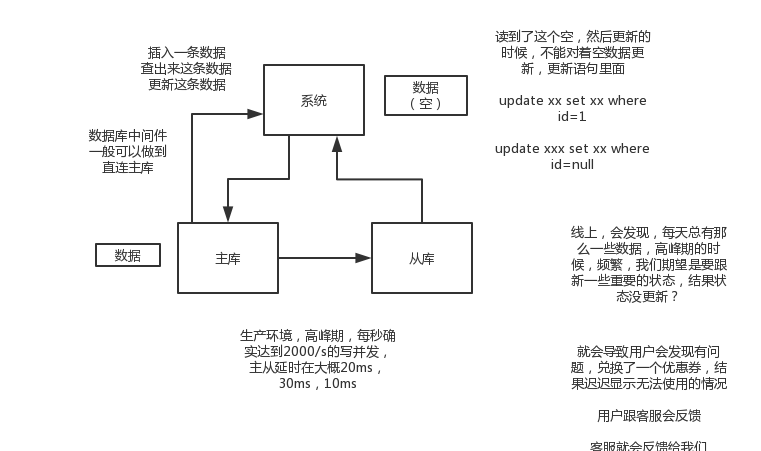 插入一条数据
查出来这条数据
更新这条数据
系统
数据
（空）
读到了这个空，然后更新的
时候，不能对着空数据更
新，更新语句里面
update xx set xx where
id=1
update xxx set xx where
id=null
数据库中间件
一般可以做到
直连主库
数据
主库
从库
线上，会发现，每天总有那
么一些数据，高峰期的时
候，频繁，我们期望是要跟
新一些重要的状态，结果状
态没更新？
生产环境，高峰期，每秒确
实达到2000/s的写并发，
主从延时在大概20ms，
30ms，10ms
就会导致用户会发现有问
题，兑换了一个优惠券，结
果迟迟显示无法使用的情况
用户跟客服会反馈
客服就会反馈给我们